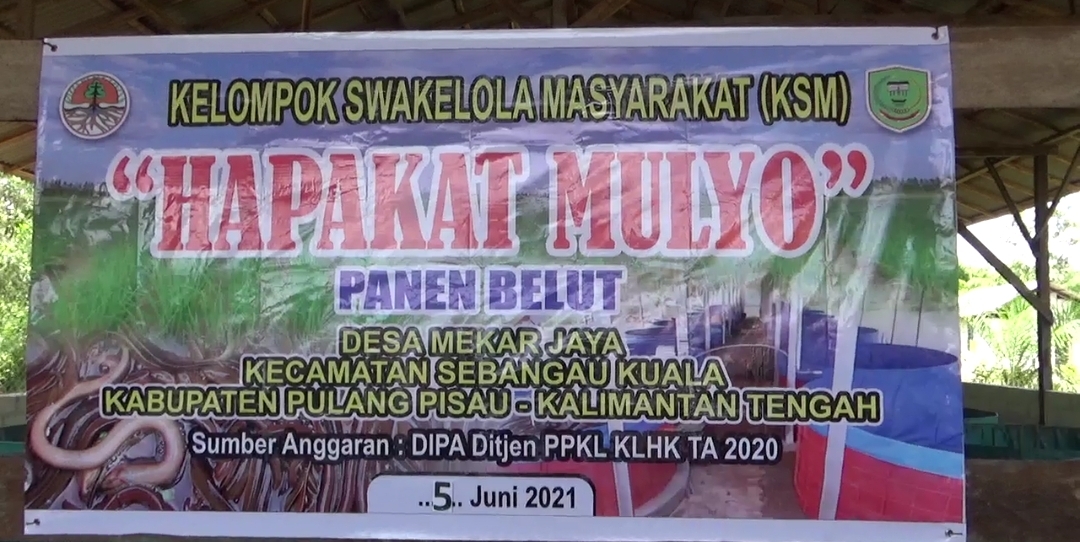 KELOMPOK SWAKELOLA MASYARAKAT (KSM)
“HAPAKAT MULYO”
PANEN BELUT
DESA MEKAR JAYA
KECAMATAN SEBANGAU KUALA
KABUPATEN PULANG PISAU - KALIMANTAN TENGAH
Sumber Anggaran : DIPA Ditjen PPKL KLHK TA 2020
..5.. Juni 2021